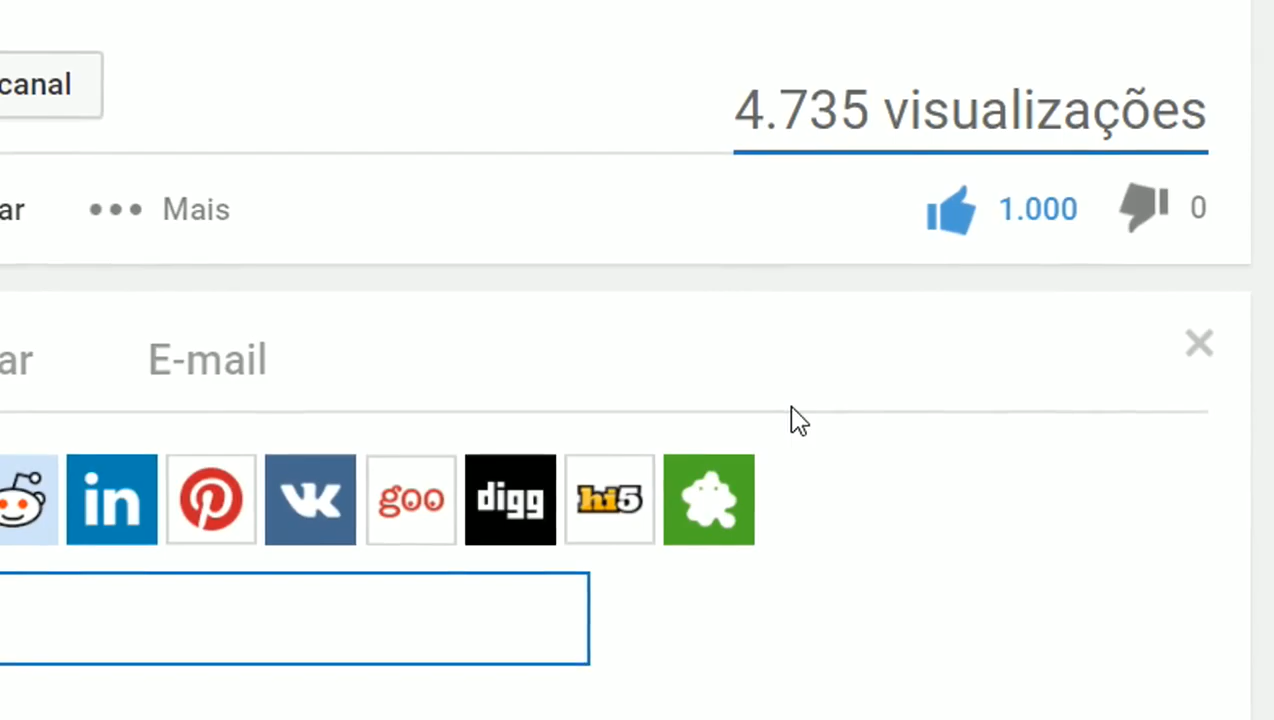 canal
4.735 visualizações
ar
Mais
1.000
0
ar
E-mail
in
goo
digg
hi5